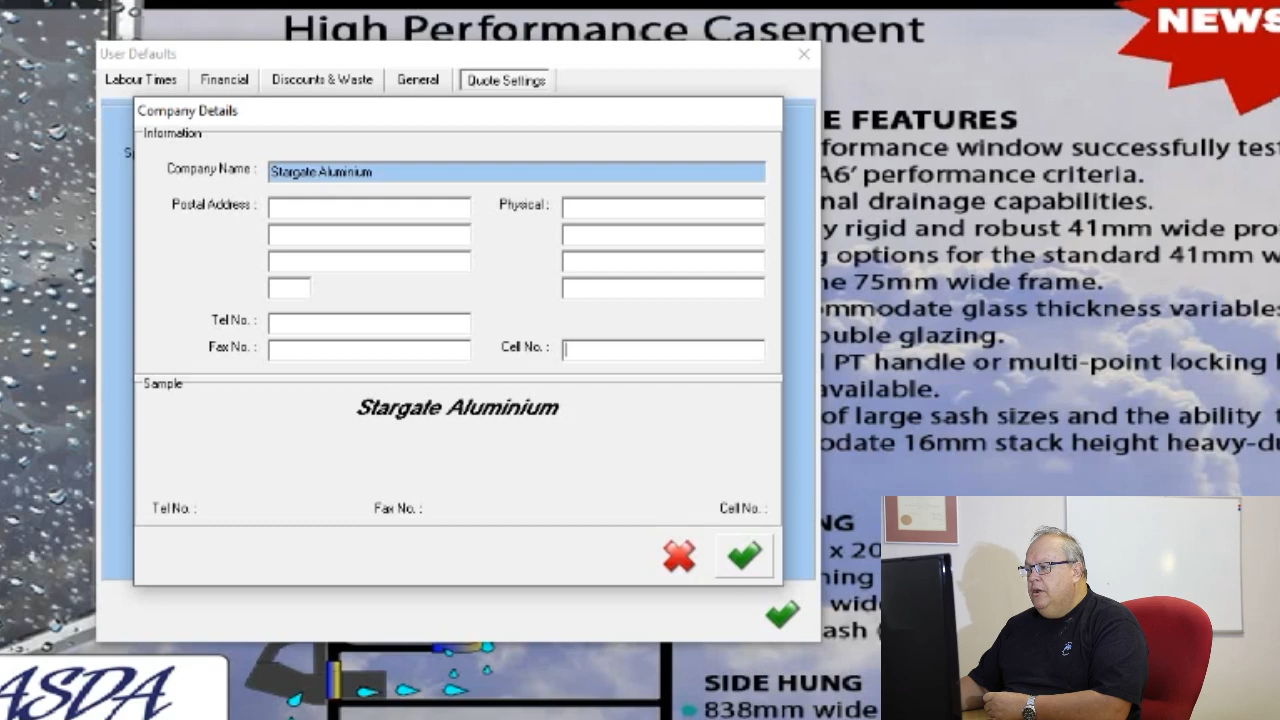 High Performance Casement
NEWS
User Defaults
Labour Times Financial Discounts & Waste General Quote Settings
Company Details
Information
Company Name : Stargate Aluminium
Postal Address : Physical :
Tel No. :
Fax No. : Cell No. :
Sample
Stargate Aluminium
Tel No. : Fax No. : Cell No. :
E FEATURES
formance window successfully test
A6' performance criteria.
nal drainage capabilities.
y rigid and robust 41mm wide pro
g options for the standard 41mm w
ne 75mm wide frame.
mmodate glass thickness variables
ouble glazing.
PT handle or multi-point locking
available.
of large sash sizes and the ability t
odate 16mm stack height heavy-du
NG
x 20
ning
wide
ash
SIDE HUNG
838mm wide
ASDA